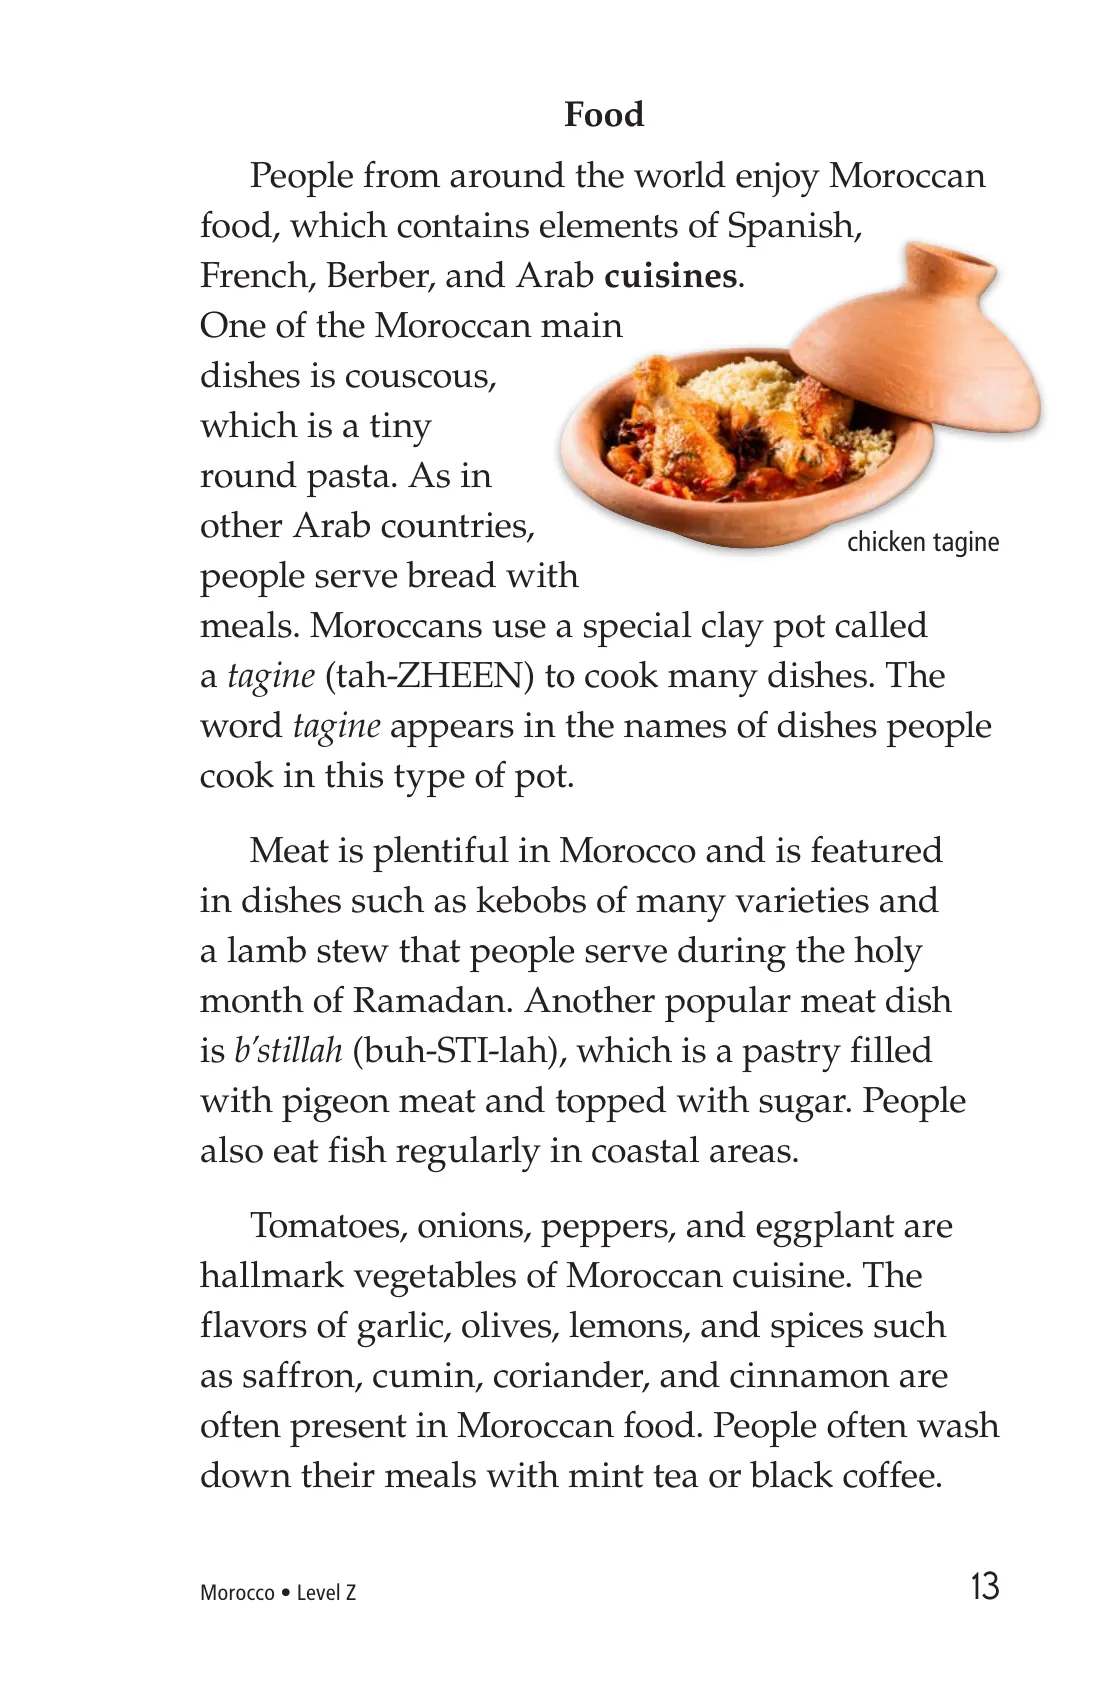 Food
People from around the world enjoy Moroccan
food, which contains elements of Spanish,
French, Berber, and Arab cuisines.
One of the Moroccan main
dishes is couscous,
which is a tiny
round pasta. As in
other Arab countries,
people serve bread with
meals. Moroccans use a special clay pot called
a tagine (tah-ZHEEN) to cook many dishes. The
word tagine appears in the names of dishes people
cook in this type of pot.
chicken tagine
Meat is plentiful in Morocco and is featured
in dishes such as kebobs of many varieties and
a lamb stew that people serve during the holy
month of Ramadan. Another popular meat dish
is b’stillah (buh-STI-lah), which is a pastry filled
with pigeon meat and topped with sugar. People
also eat fish regularly in coastal areas.
Tomatoes, onions, peppers, and eggplant are
hallmark vegetables of Moroccan cuisine. The
flavors of garlic, olives, lemons, and spices such
as saffron, cumin, coriander, and cinnamon are
often present in Moroccan food. People often wash
down their meals with mint tea or black coffee.
Morocco • Level Z
13